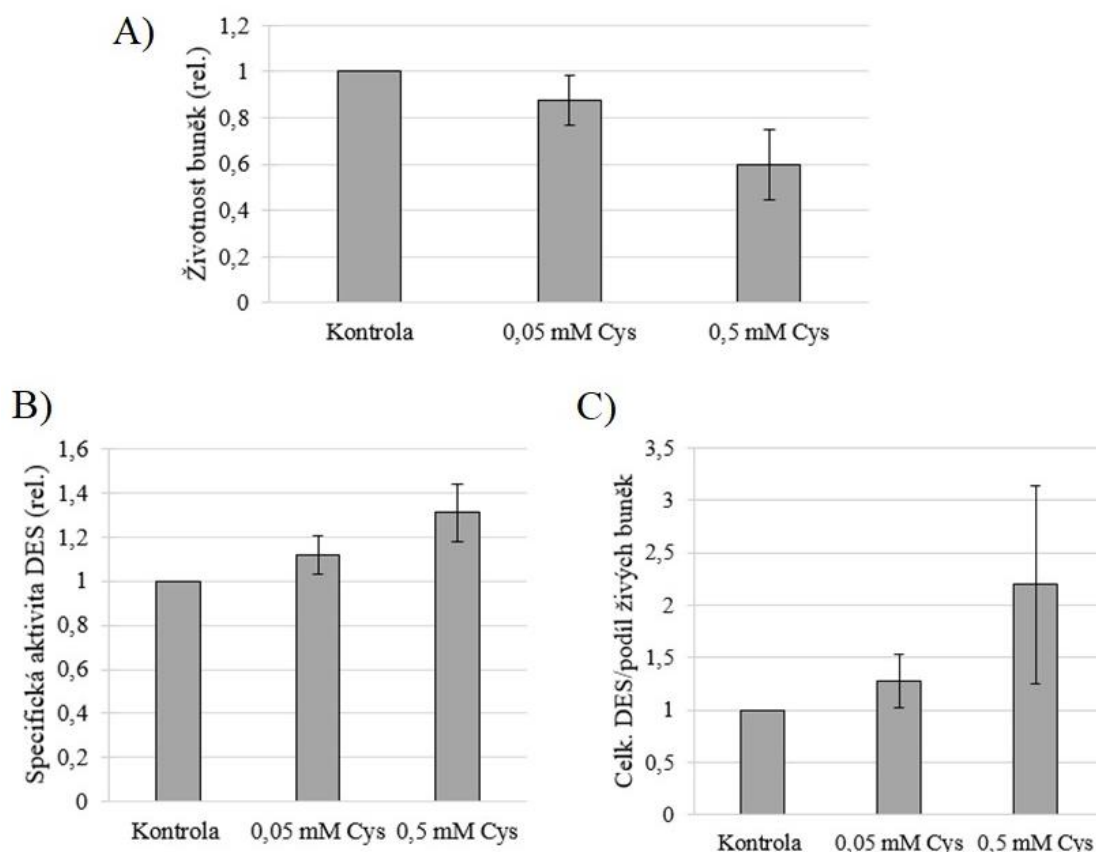 A)
Životnost buněk (rel.)
1,2
1
0,8
0,6
0,4
0,2
0
Kontrola 0,05 mM Cys 0,5 mM Cys
B)
Specifická aktivita DES (rel.)
1,6
1,4
1,2
1
0,8
0,6
0,4
0,2
0
Kontrola 0,05 mM Cys 0,5 mM Cys
C)
Celk. DES/podíl živých buněk
3,5
3
2,5
2
1,5
1
0,5
0
Kontrola 0,05 mM Cys 0,5 mM Cys